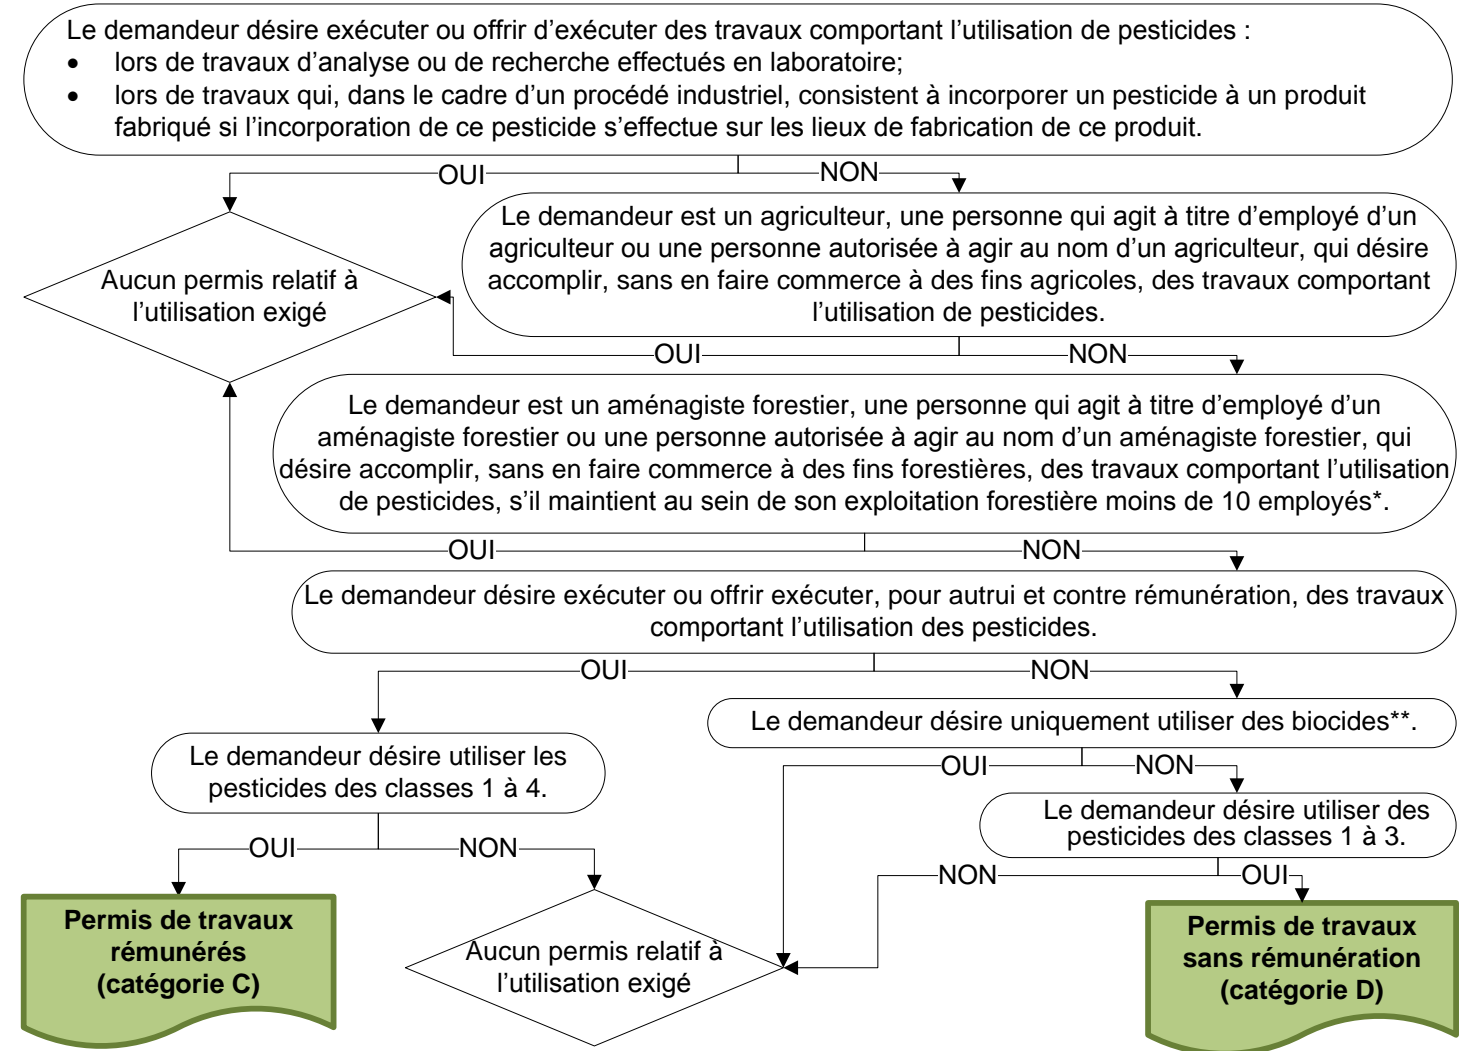 Le demandeur désire exécuter ou offrir d’exécuter des travaux comportant l’utilisation de pesticides :
• lors de travaux d’analyse ou de recherche effectués en laboratoire;
• lors de travaux qui, dans le cadre d’un procédé industriel, consistent à incorporer un pesticide à un produit
fabriqué si l’incorporation de ce pesticide s’effectue sur les lieux de fabrication de ce produit.
OUI
NON
Le demandeur est un agriculteur, une personne qui agit à titre d’employé d’un
agriculteur ou une personne autorisée à agir au nom d’un agriculteur, qui désire
accomplir, sans en faire commerce à des fins agricoles, des travaux comportant
l’utilisation de pesticides.
Aucun permis relatif à
l’utilisation exigé
OUI
NON
Le demandeur est un aménagiste forestier, une personne qui agit à titre d’employé d’un
aménagiste forestier ou une personne autorisée à agir au nom d’un aménagiste forestier, qui
désire accomplir, sans en faire commerce à des fins forestières, des travaux comportant l’utilisation
de pesticides, s’il maintient au sein de son exploitation forestière moins de 10 employés*.
OUI
NON
Le demandeur désire exécuter ou offrir exécuter, pour autrui et contre rémunération, des travaux
comportant l’utilisation des pesticides.
OUI
NON
Le demandeur désire uniquement utiliser des biocides**.
Le demandeur désire utiliser les
pesticides des classes 1 à 4.
OUI
NON
Le demandeur désire utiliser des
pesticides des classes 1 à 3.
OUI
NON
NON
OUI
Permis de travaux
rémunérés
(catégorie C)
Aucun permis relatif à
l’utilisation exigé
Permis de travaux
sans rémunération
(catégorie D)